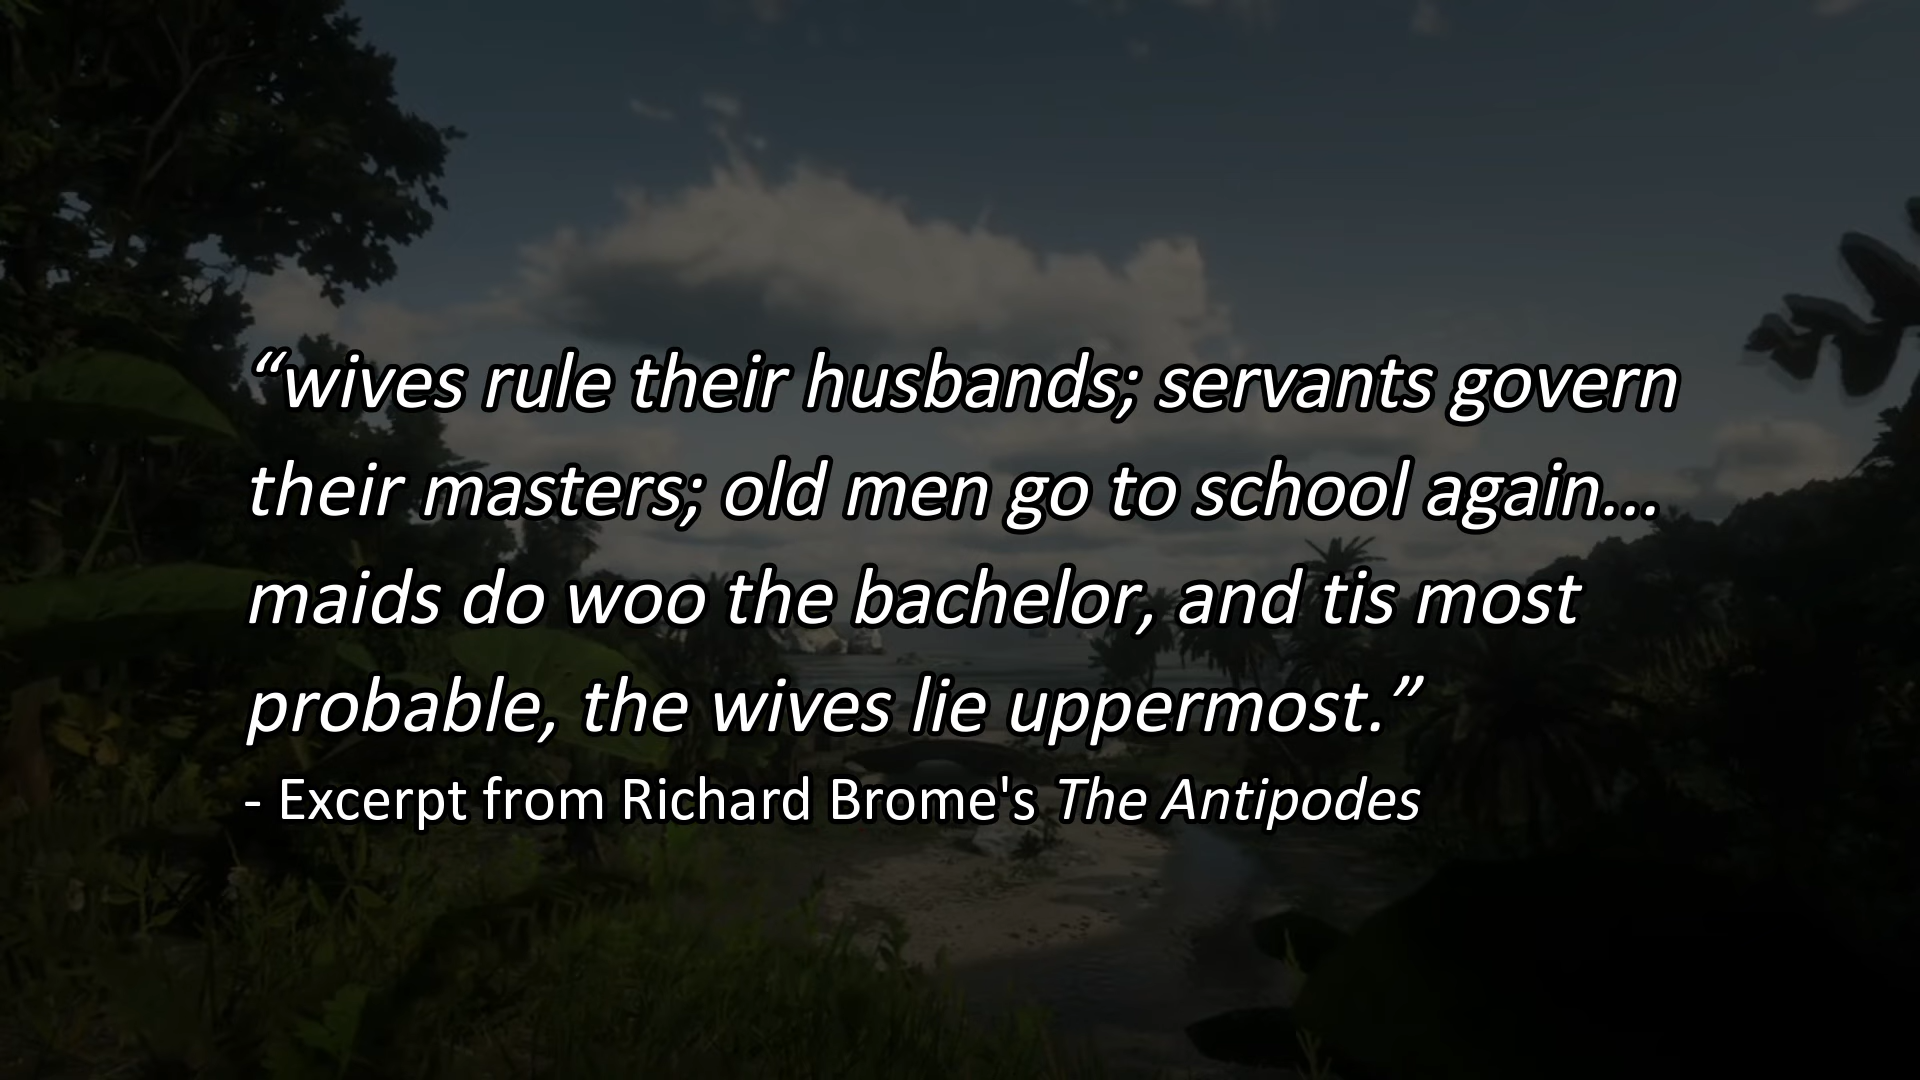 “wives rule their husbands; servants govern
their masters; old men go to school again...
maids do woo the bachelor, and tis most
probable, the wives lie uppermost.”
- Excerpt from Richard Brome's The Antipodes